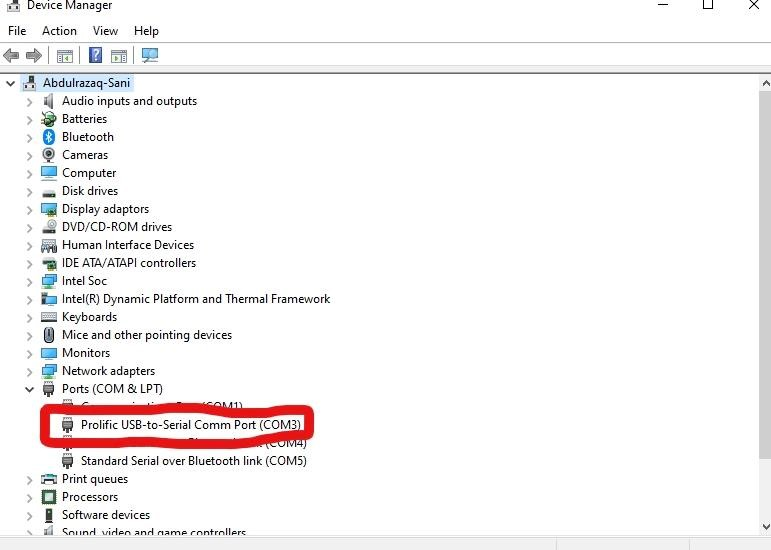 Device Manager
File Action View Help
Abdulrazaq-Sani
Audio inputs and outputs
Batteries
Bluetooth
Cameras
Computer
Disk drives
Display adaptors
DVD/CD-ROM drives
Human Interface Devices
IDE ATA/ATAPI controllers
Intel Soc
Intel(R) Dynamic Platform and Thermal Framework
Keyboards
Mice and other pointing devices
Monitors
Network adapters
Ports (COM & LPT)
(COM1)
Prolific USB-to-Serial Comm Port (COM3)
(COM4)
Standard Serial over Bluetooth link (COM5)
Print queues
Processors
Software devices
Sound, video and game controllers